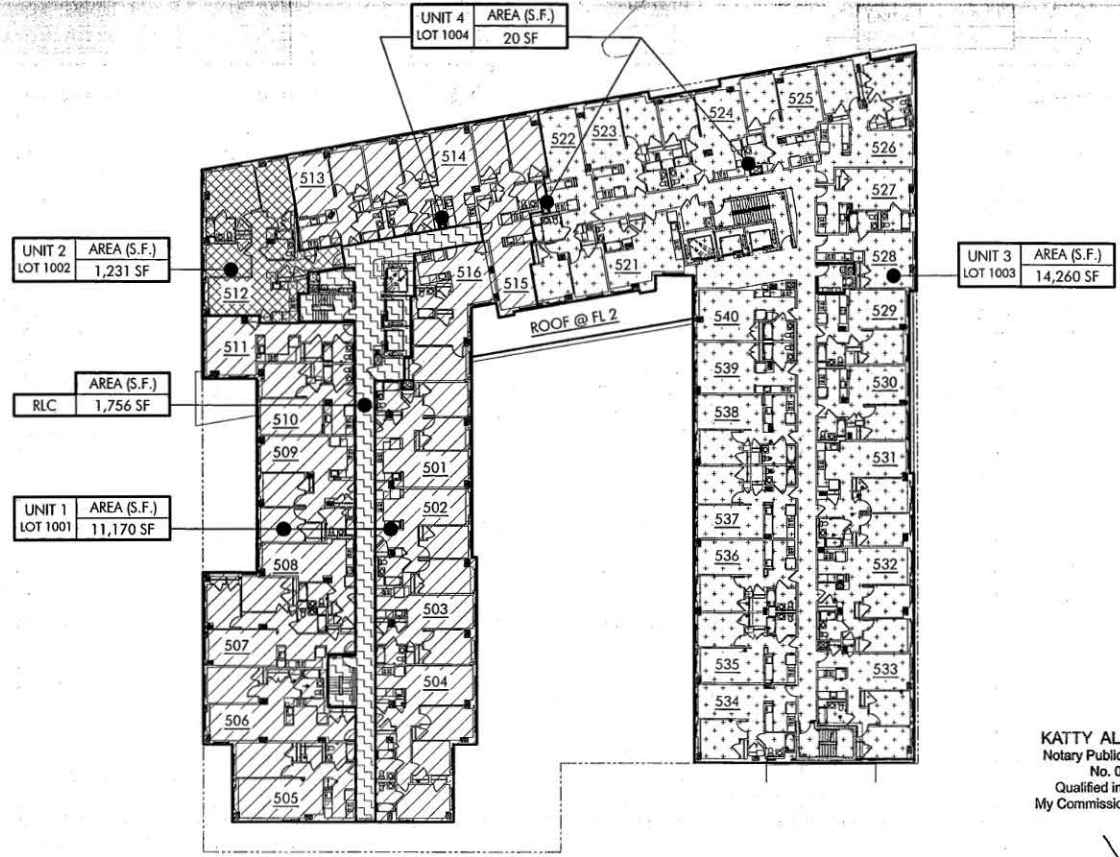 UNIT 4 AREA (S.F.)
LOT 1004 20 SF
525
524
523
522
526
514
513
527
UNIT 2 AREA (S.F.)
LOT 1002 1,231 SF
528
UNIT 3 AREA (S.F.)
LOT 1003 14,260 SF
516
521
515
512
529
540
ROOF @ FL 2
511
539
530
AREA (S.F.)
RLC 1,756 SF
510
538
509
501
531
UNIT 1 AREA (S.F.)
LOT 1001 11,170 SF
502
537
508
536
532
503
507
504
535
533
506
534
505
KATTY AL
Notary Public
No. 0
Qualified in
My Commissio